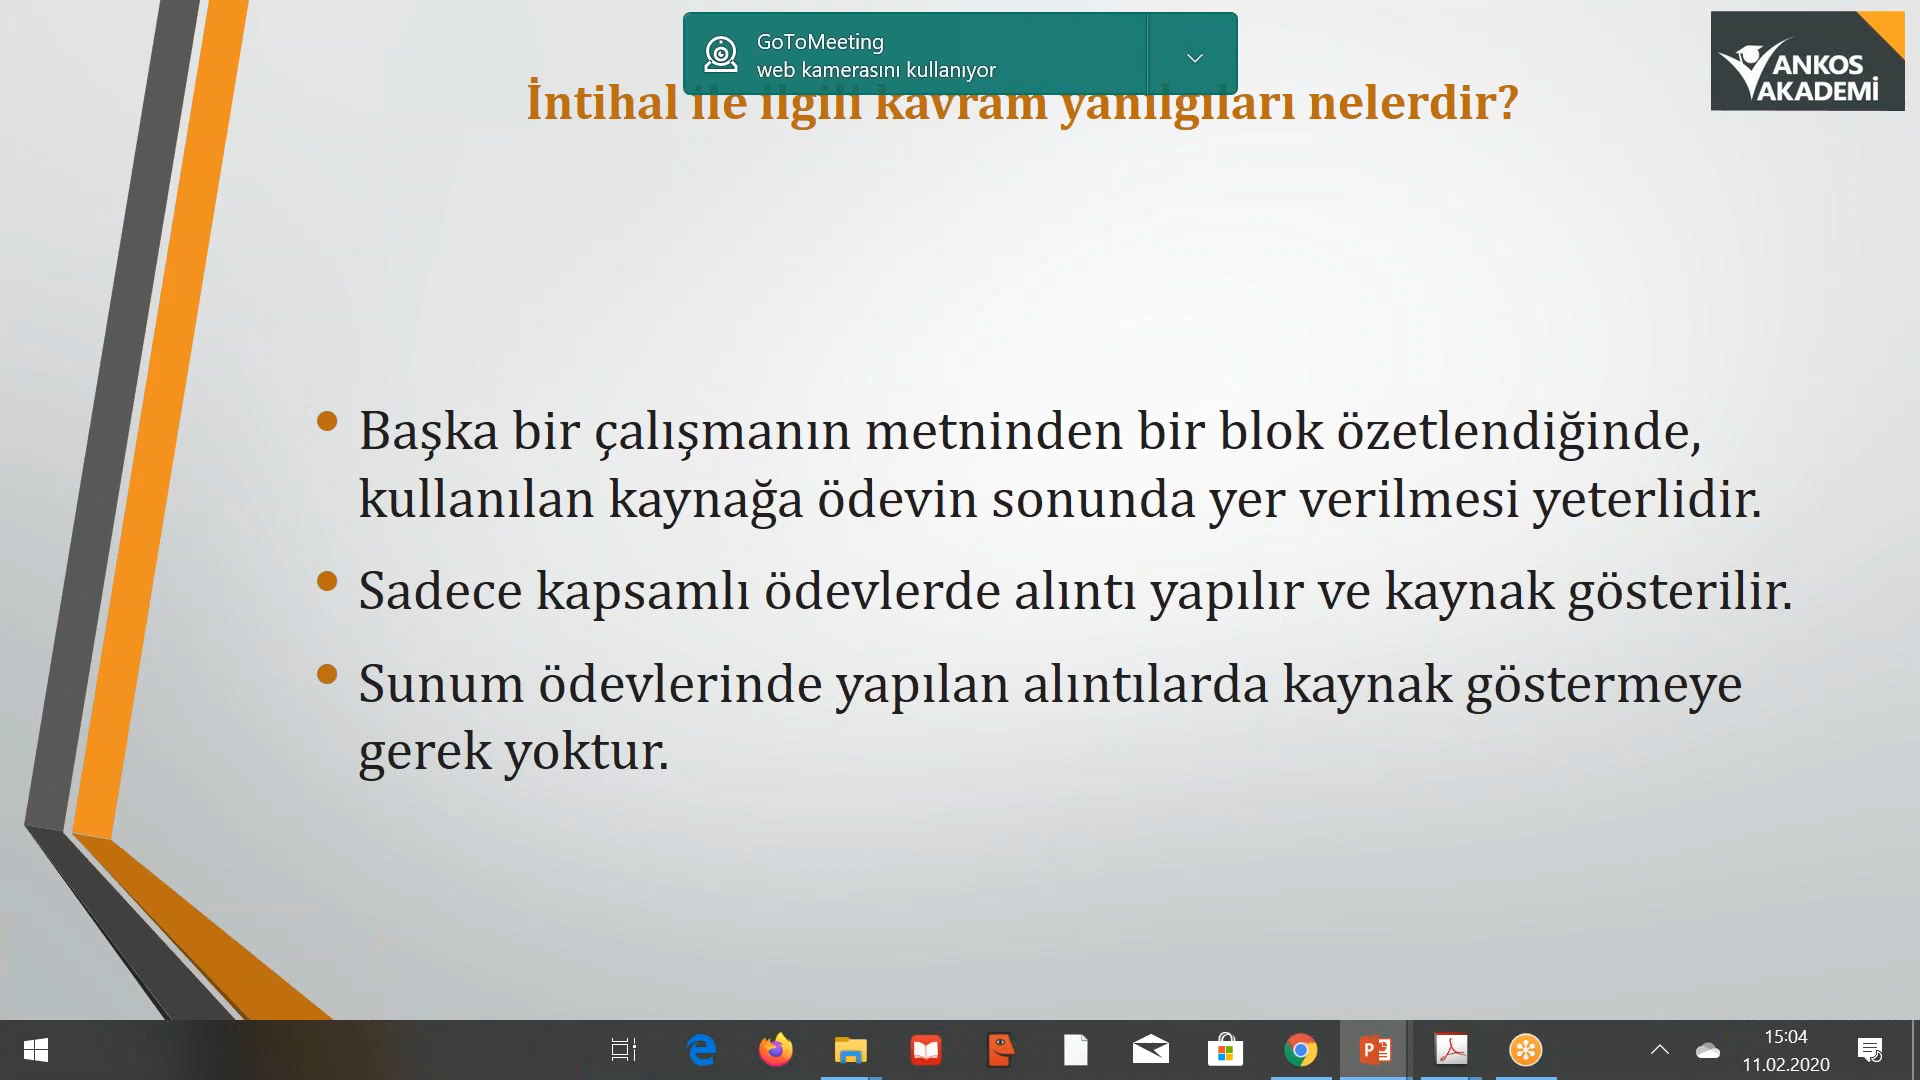 GoToMeeting
web kamerasını kullanıyor
ANKOS
AKADEMİ
İntihal ile ilgili kavram yanılgıları nelerdir?
Başka bir çalışmanın metninden bir blok özetlendiğinde,
kullanılan kaynağa ödevin sonunda yer verilmesi yeterlidir.
Sadece kapsamlı ödevlerde alıntı yapılır ve kaynak gösterilir.
Sunum ödevlerinde yapılan alıntılarda kaynak göstermeye
gerek yoktur.
15:04
11.02.2020